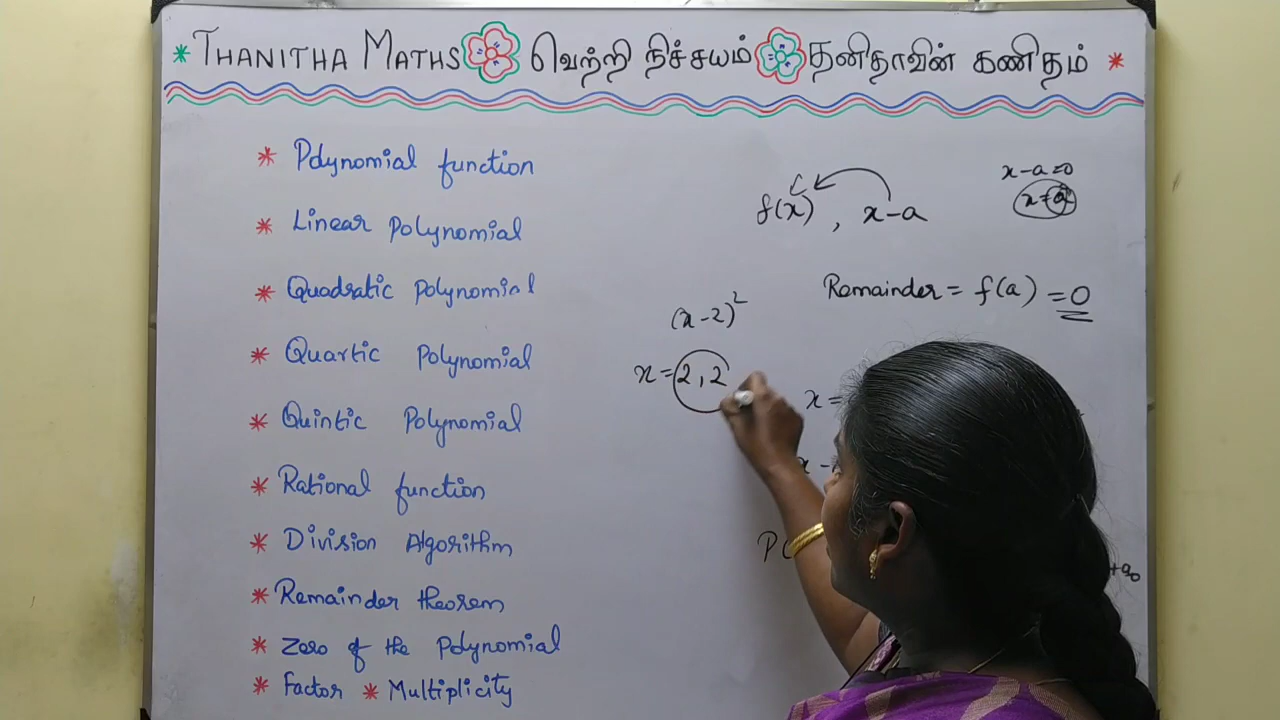 * THANITHA MATHS வெற்றி நிச்சயம் தனிதாவின் கணிதம் *
* Polynomial function
* Linear Polynomial
* Quadratic Polynomial
* Quartic Polynomial
* Quintic Polynomial
* Rational function
* Division Algorithm
* Remainder theorem
* Zero of the Polynomial
* Factor * Multiplicity
f(x) , x-a
x-a=0
x=a
Remainder = f(a) = 0
(x-2)²
x=2,2
x=
x-
P(
+a₀